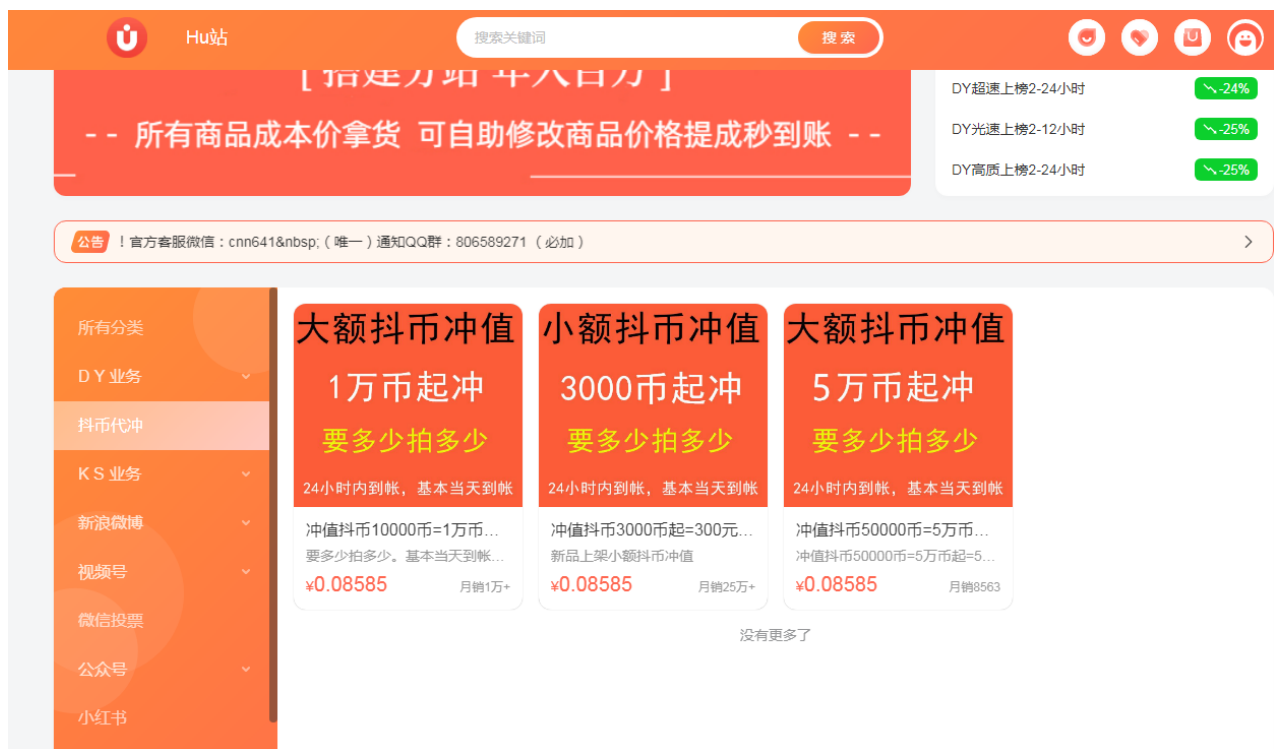 Hu站
搜索关键词
搜 索
[ 搭建分站 年入百万 ]
- - 所有商品成本价拿货 可自助修改商品价格提成秒到账 - -
DY超速上榜2-24小时
-24%
DY光速上榜2-12小时
-25%
DY高质上榜2-24小时
-25%
公告 ！官方客服微信：cnn641&nbsp;（唯一）通知QQ群：806589271 （必加）
所有分类
D Y 业务
抖币代冲
K S 业务
新浪微博
视频号
微信投票
公众号
小红书
大额抖币冲值
1万币起冲
要多少拍多少
24小时内到帐，基本当天到帐
冲值抖币10000币=1万币...
要多少拍多少。基本当天到帐...
¥0.08585
月销1万+
小额抖币冲值
3000币起冲
要多少拍多少
24小时内到帐，基本当天到帐
冲值抖币3000币起=300元...
新品上架小额抖币冲值
¥0.08585
月销25万+
大额抖币冲值
5万币起冲
要多少拍多少
24小时内到帐，基本当天到帐
冲值抖币50000币=5万币...
冲值抖币50000币=5万币起=5...
¥0.08585
月销8563
没有更多了